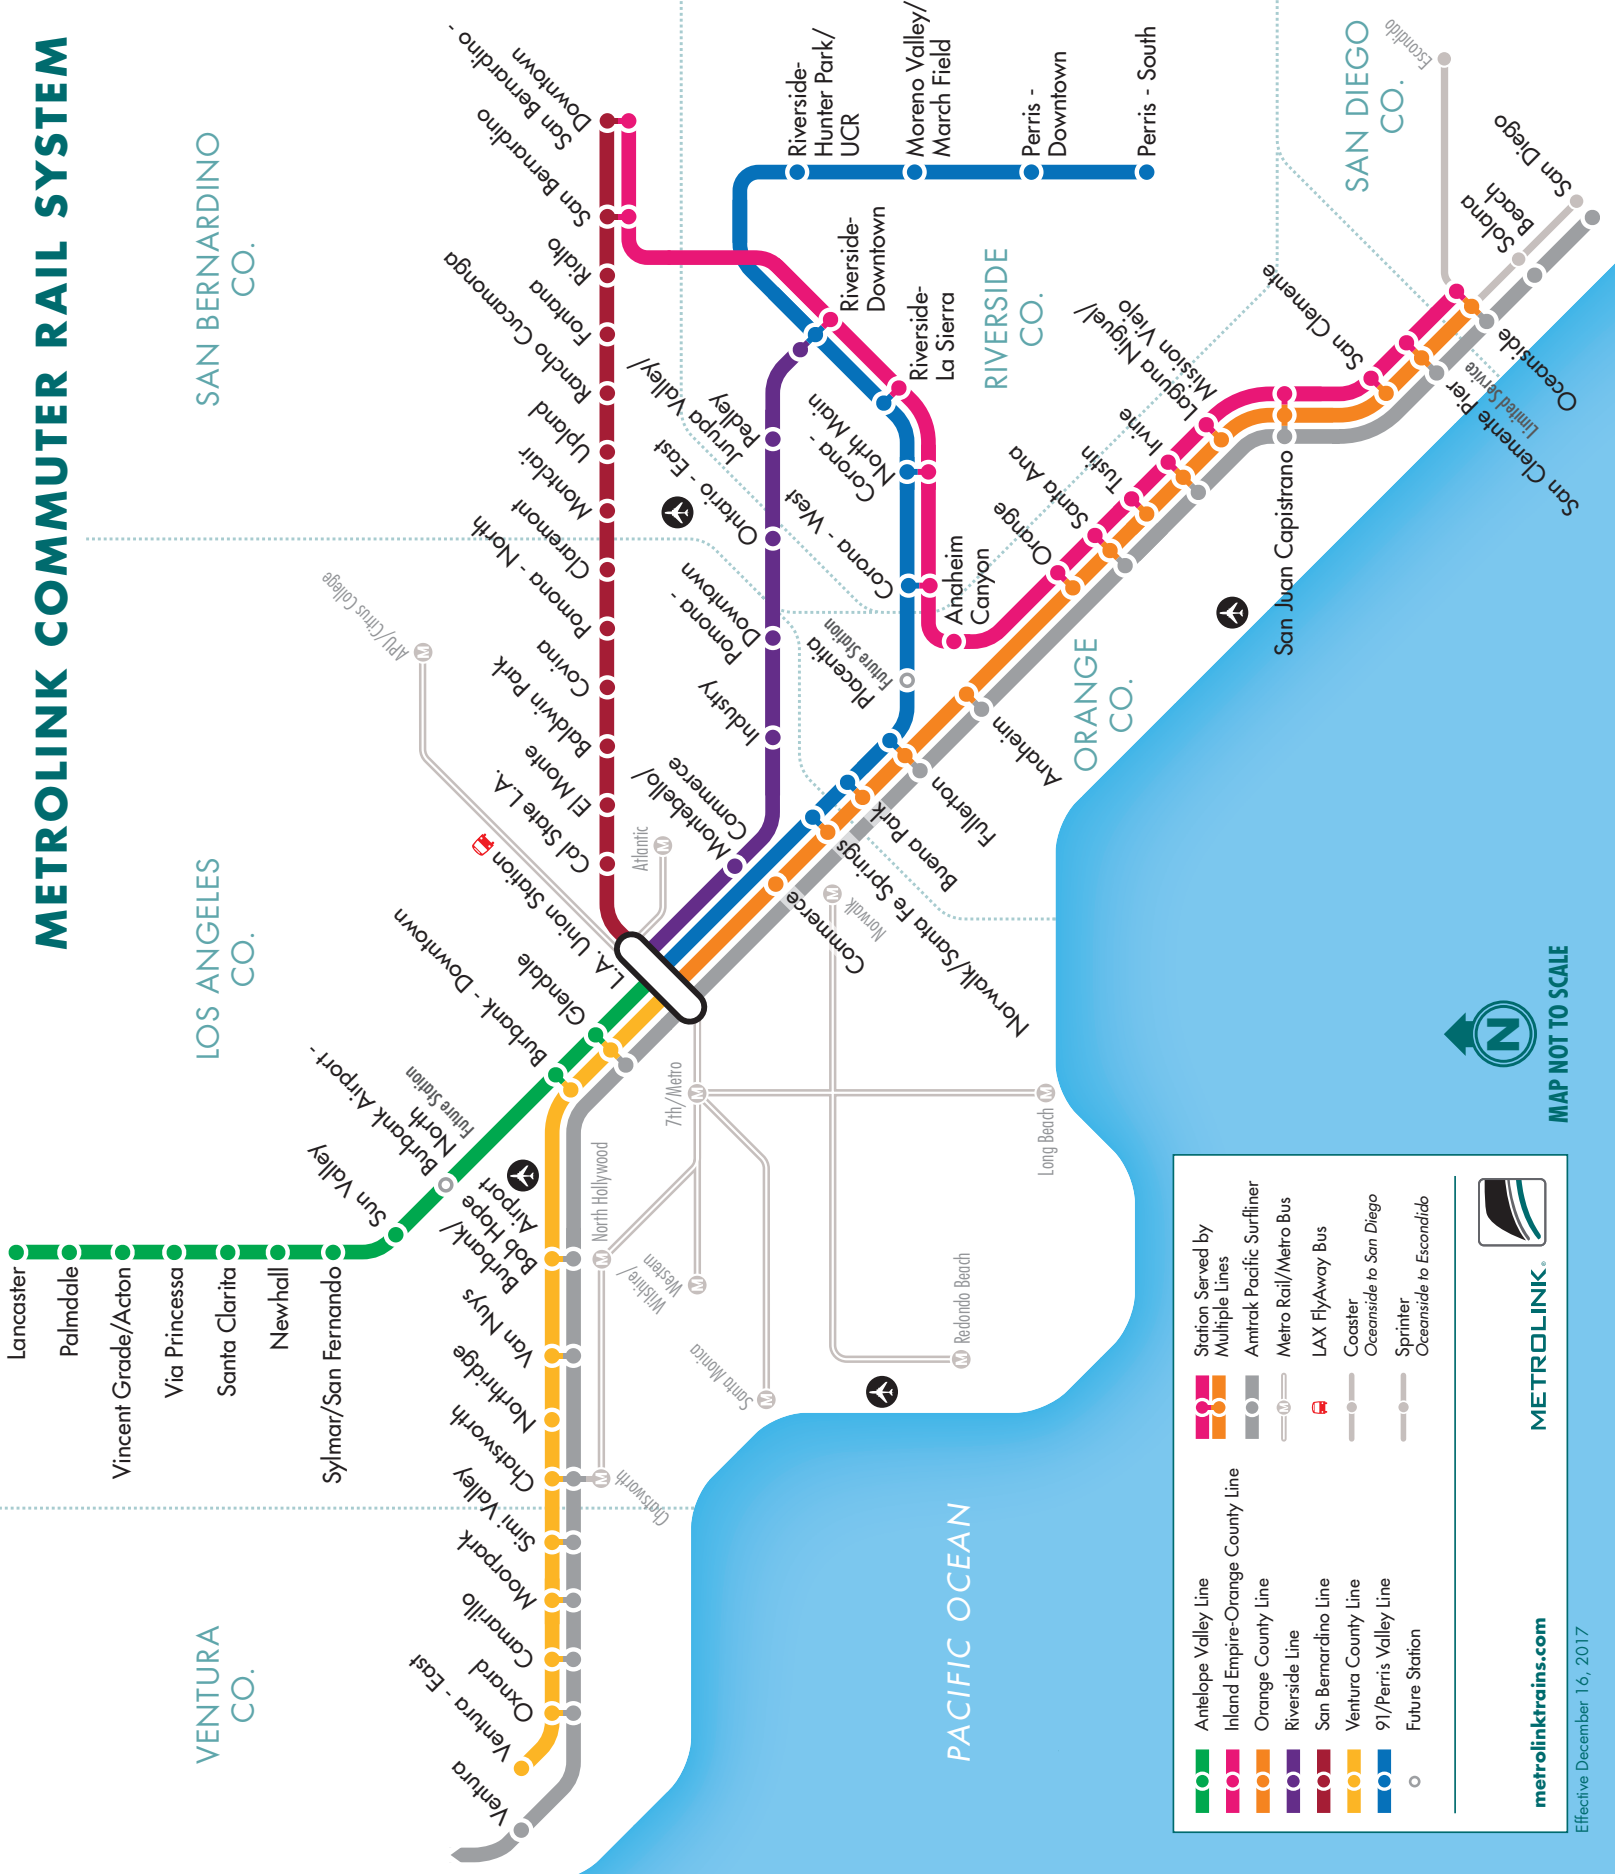 METROLINK COMMUTER RAIL SYSTEM
VENTURA
CO.
LOS ANGELES
CO.
SAN BERNARDINO
CO.
RIVERSIDE
CO.
ORANGE
CO.
SAN DIEGO
CO.
PACIFIC OCEAN
Lancaster
Palmdale
Vincent Grade/Acton
Via Princessa
Santa Clarita
Newhall
Sylmar/San Fernando
Sun Valley
Burbank Airport -
North
Future Station
Burbank - Downtown
Glendale
L.A. Union Station
Ventura
Ventura - East
Oxnard
Camarillo
Moorpark
Simi Valley
Chatsworth
Northridge
Van Nuys
Burbank/
Bob Hope
Airport
Cal State L.A.
El Monte
Baldwin Park
Covina
Pomona - North
Claremont
Montclair
Upland
Rancho Cucamonga
Fontana
Rialto
San Bernardino
San Bernardino -
Downtown
Montebello/
Commerce
Industry
Pomona -
Downtown
Ontario - East
Jurupa Valley/
Pedley
Riverside-
Downtown
Riverside-
La Sierra
Corona -
North Main
Corona - West
Placentia
Future Station
Riverside-
Hunter Park/
UCR
Moreno Valley/
March Field
Perris -
Downtown
Perris - South
Anaheim
Canyon
Commerce
Norwalk/Santa Fe Springs
Buena Park
Fullerton
Anaheim
Orange
Santa Ana
Tustin
Irvine
Laguna Niguel/
Mission Viejo
San Juan Capistrano
San Clemente
San Clemente Pier
Limited Service
Oceanside
Solana
Beach
San Diego
Escondido
APU/Citrus College
M
Atlantic
M
7th/Metro
M
North Hollywood
M
Wilshire/
Western
M
Santa Monica
M
Chatsworth
M
Norwalk
M
Redondo Beach
M
Long Beach
M
Antelope Valley Line
Inland Empire-Orange County Line
Orange County Line
Riverside Line
San Bernardino Line
Ventura County Line
91/Perris Valley Line
Future Station
Station Served by
Multiple Lines
Amtrak Pacific Surfliner
M
Metro Rail/Metro Bus
LAX FlyAway Bus
Coaster
Oceanside to San Diego
Sprinter
Oceanside to Escondido
metrolinktrains.com
METROLINK.
Effective December 16, 2017
N
MAP NOT TO SCALE